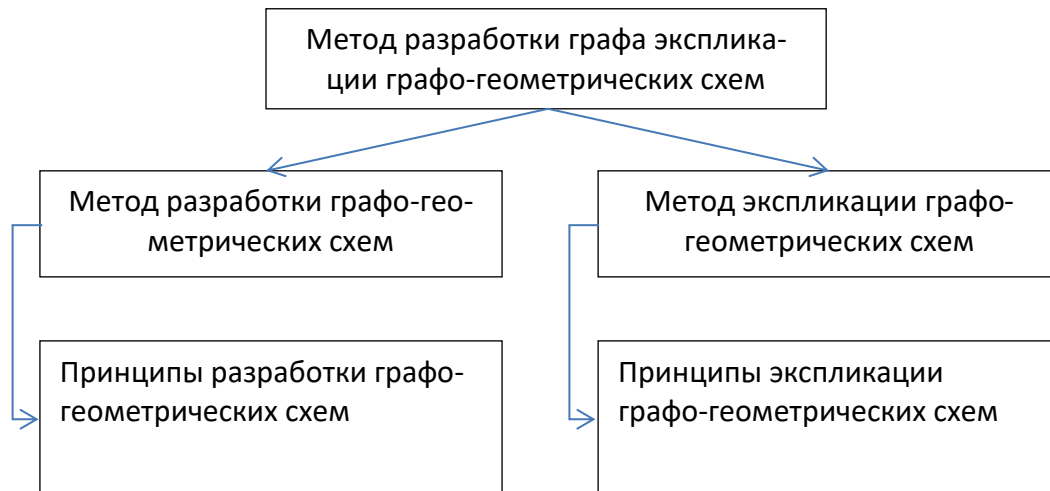 Метод разработки графа эксплика-
ции графо-геометрических схем
Метод разработки графо-гео-
метрических схем
Метод экспликации графо-
геометрических схем
Принципы разработки графо-
геометрических схем
Принципы экспликации
графо-геометрических схем